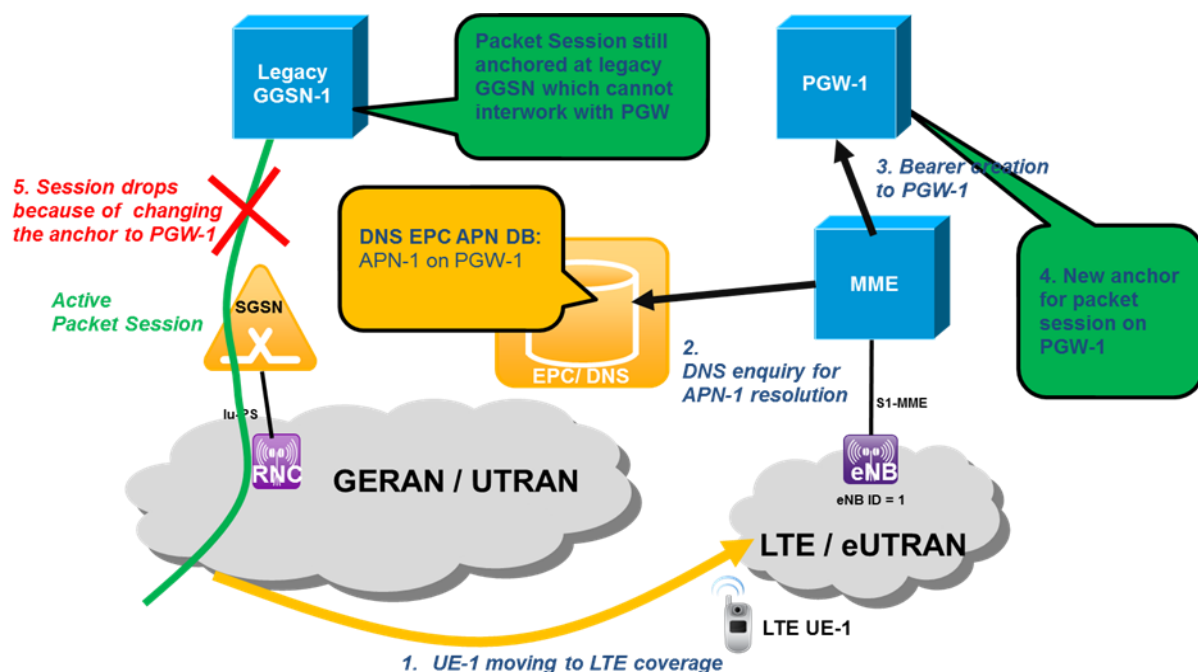 Legacy
GGSN-1
Packet Session still
anchored at legacy
GGSN which cannot
interwork with PGW
PGW-1
5. Session drops
because of changing
the anchor to PGW-1
3. Bearer creation
to PGW-1
DNS EPC APN DB:
APN-1 on PGW-1
MME
4. New anchor
for packet
session on
PGW-1
Active
Packet Session
SGSN
EPC/ DNS
2.
DNS enquiry for
APN-1 resolution
Iu-PS
S1-MME
RNC
GERAN / UTRAN
eNB
eNB ID = 1
LTE / eUTRAN
LTE UE-1
1. UE-1 moving to LTE coverage